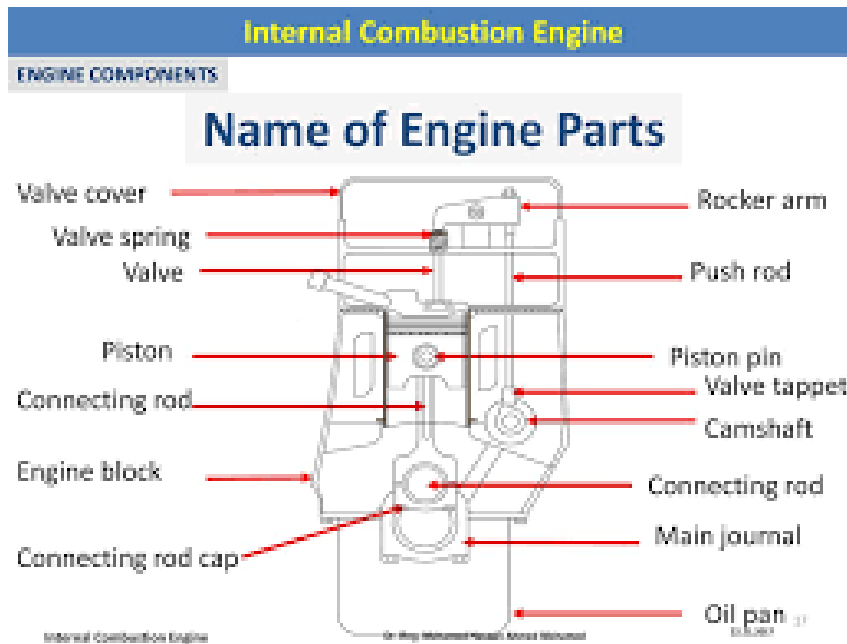 Internal Combustion Engine
ENGINE COMPONENTS
Name of Engine Parts
Valve cover
Valve spring
Valve
Piston
Connecting rod
Engine block
Connecting rod cap
Rocker arm
Push rod
Piston pin
Valve tappet
Camshaft
Connecting rod
Main journal
Oil pan
Internal Combustion Engine